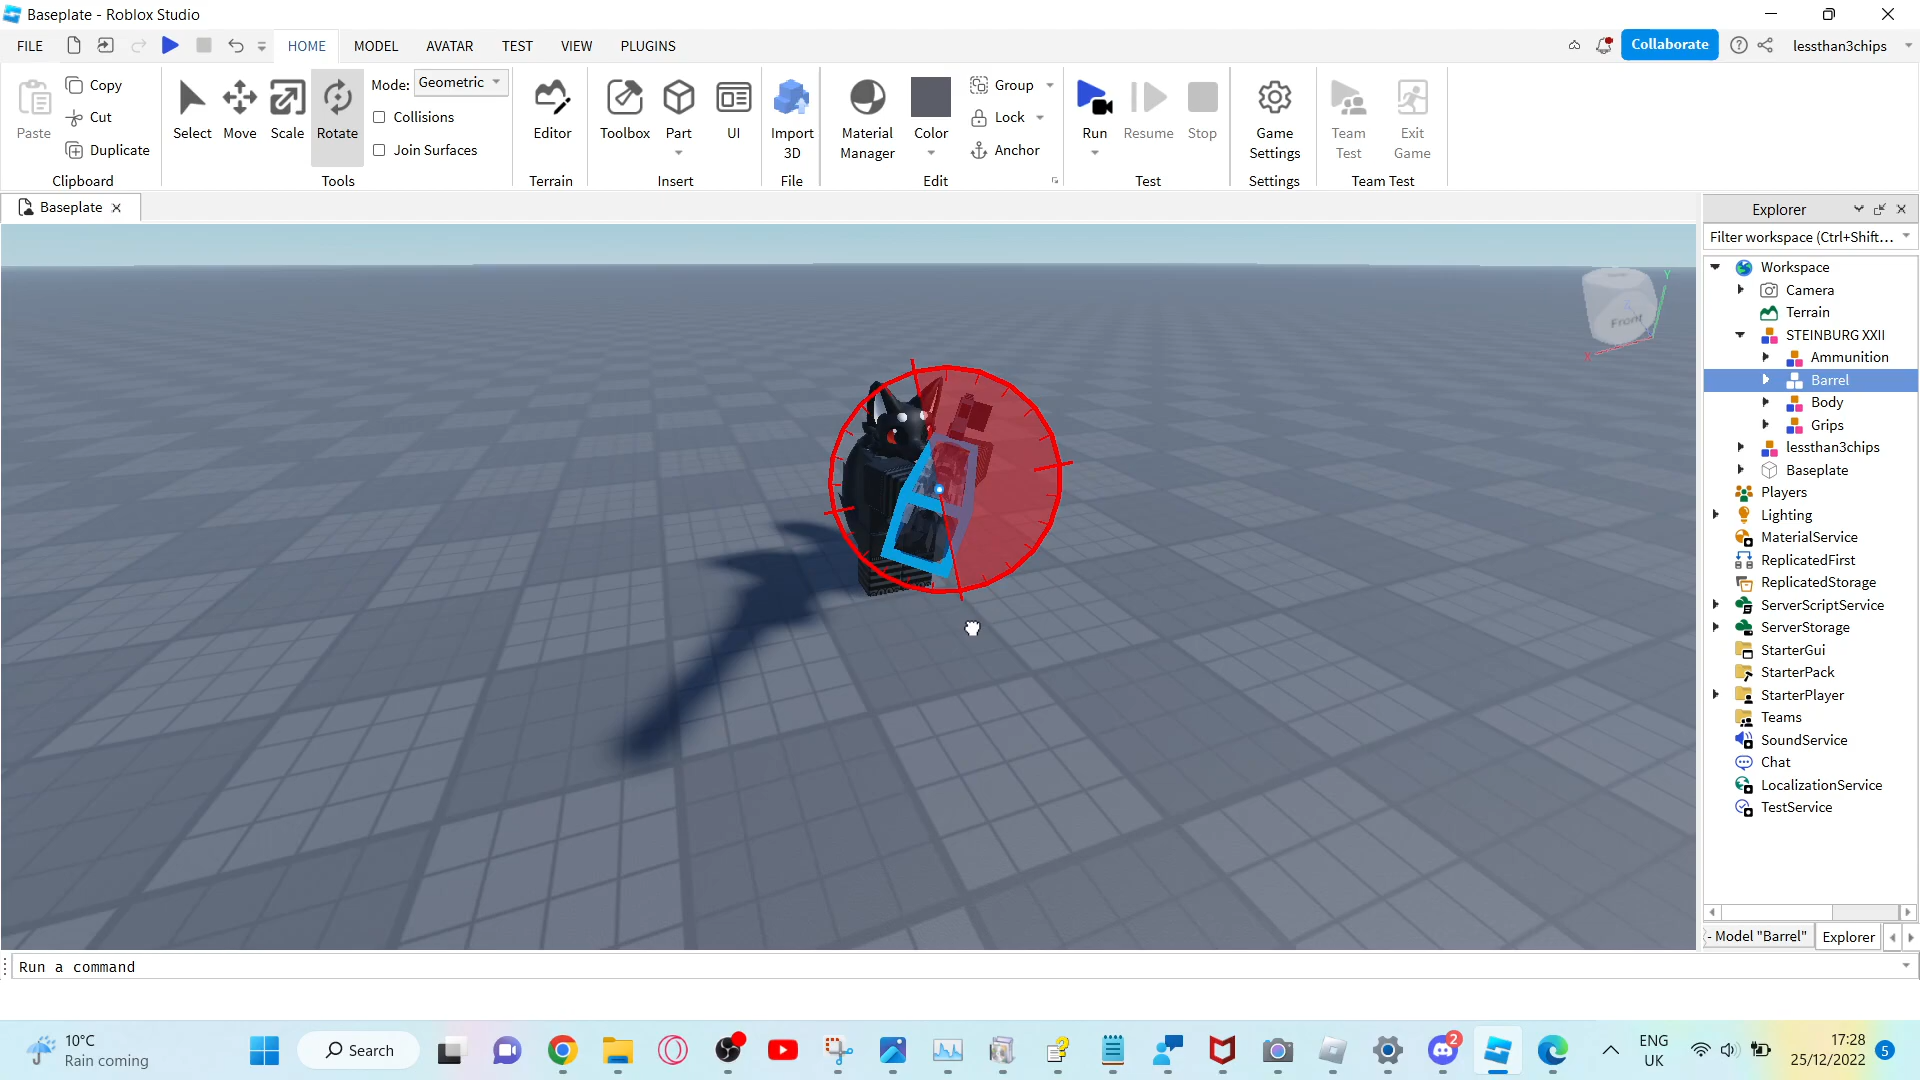 Baseplate - Roblox Studio
FILE
HOME
MODEL
AVATAR
TEST
VIEW
PLUGINS
Collaborate
lessthan3chips
Paste
Copy
Cut
Duplicate
Clipboard
Select
Move
Scale
Rotate
Mode: Geometric
Collisions
Join Surfaces
Tools
Editor
Terrain
Toolbox
Part
UI
Insert
Import
3D
File
Material
Manager
Color
Group
Lock
Anchor
Edit
Run
Resume
Stop
Test
Game
Settings
Settings
Team
Test
Exit
Game
Team Test
Baseplate
Explorer
Filter workspace (Ctrl+Shift...
Workspace
Camera
Terrain
STEINBURG XXII
Ammunition
Barrel
Body
Grips
lessthan3chips
Baseplate
Players
Lighting
MaterialService
ReplicatedFirst
ReplicatedStorage
ServerScriptService
ServerStorage
StarterGui
StarterPack
StarterPlayer
Teams
SoundService
Chat
LocalizationService
TestService
Front
X
Y
- Model "Barrel"
Explorer
Run a command
10°C
Rain coming
Search
2
ENG
UK
17:28
25/12/2022
5